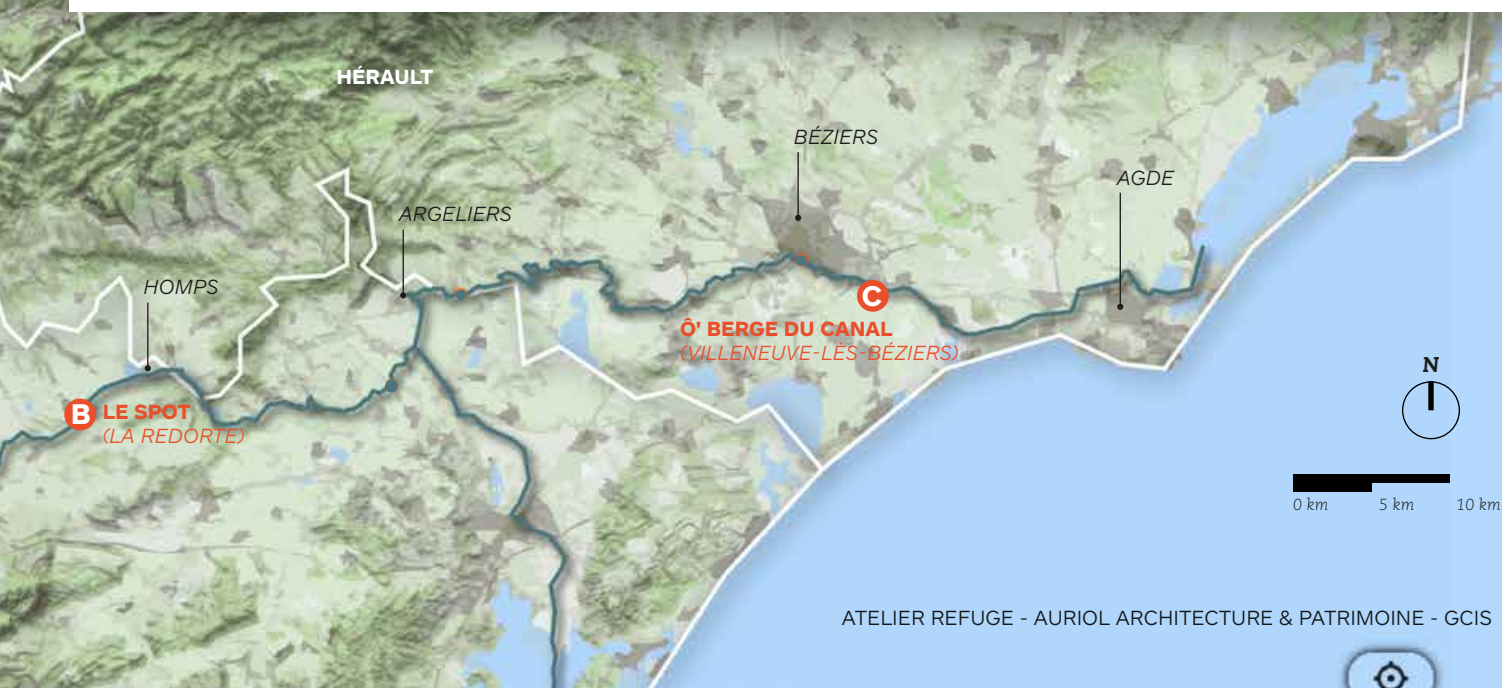 HÉRAULT
BÉZIERS
AGDE
ARGELIERS
HOMPS
C
Ô' BERGE DU CANAL
(VILLENEUVE-LÈS-BÉZIERS)
B LE SPOT
(LA REDORTE)
N
0 km 5 km 10 km
ATELIER REFUGE - AURIOL ARCHITECTURE & PATRIMOINE - GCIS